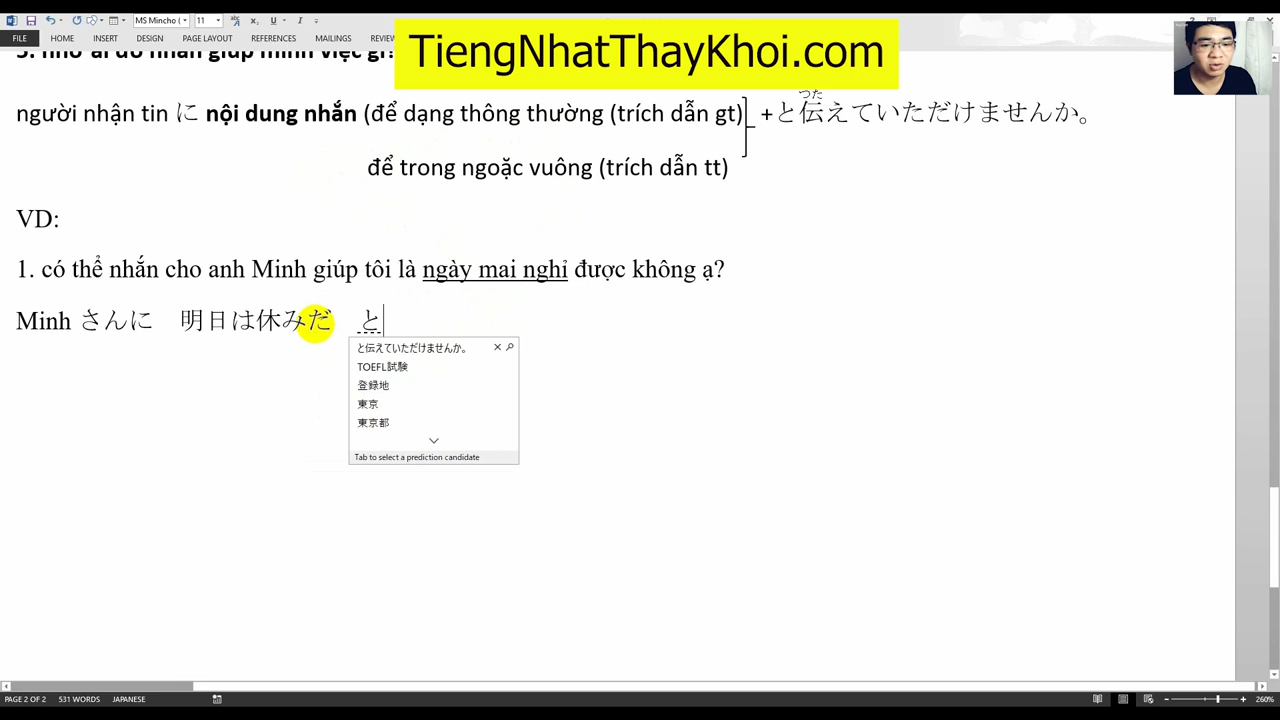 MS Mincho (
11
FILE HOME INSERT DESIGN PAGE LAYOUT REFERENCES MAILINGS
TiengNhatThayKhoi.com
người nhận tin に nội dung nhắn (để dạng thông thường (trích dẫn gt) +と伝えていただけませんか。
つた
để trong ngoặc vuông (trích dẫn tt)
VD:
1. có thể nhắn cho anh Minh giúp tôi là ngày mai nghỉ được không ạ?
Minh さんに 明日は休みだ と
と伝えていただけませんか。
TOEFL試験
登録地
東京
東京都
Tab to select a prediction candidate
PAGE 2 OF 2 531 WORDS JAPANESE
260%